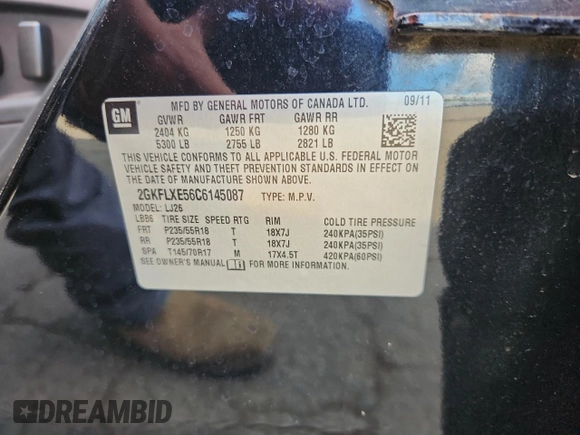 GM
MFD BY GENERAL MOTORS OF CANADA LTD. 09/11
GVWR GAWR FRT GAWR RR
2404 KG 1250 KG 1280 KG
5300 LB 2755 LB 2821 LB
THIS VEHICLE CONFORMS TO ALL APPLICABLE U.S. FEDERAL MOTOR
VEHICLE SAFETY AND THEFT PREVENTION STANDARDS IN EFFECT ON
THE DATE OF MANUFACTURE SHOWN ABOVE.
2GKFLXE56C6145087 TYPE: M.P.V.
MODEL: LJ26
LBB6 TIRE SIZE SPEED RTG RIM COLD TIRE PRESSURE
FRT P235/55R18 T 18X7J 240KPA(35PSI)
RR P235/55R18 T 18X7J 240KPA(35PSI)
SPA T145/70R17 M 17X4.5T 420KPA(60PSI)
SEE OWNER'S MANUAL FOR MORE INFORMATION.
DREAMBID